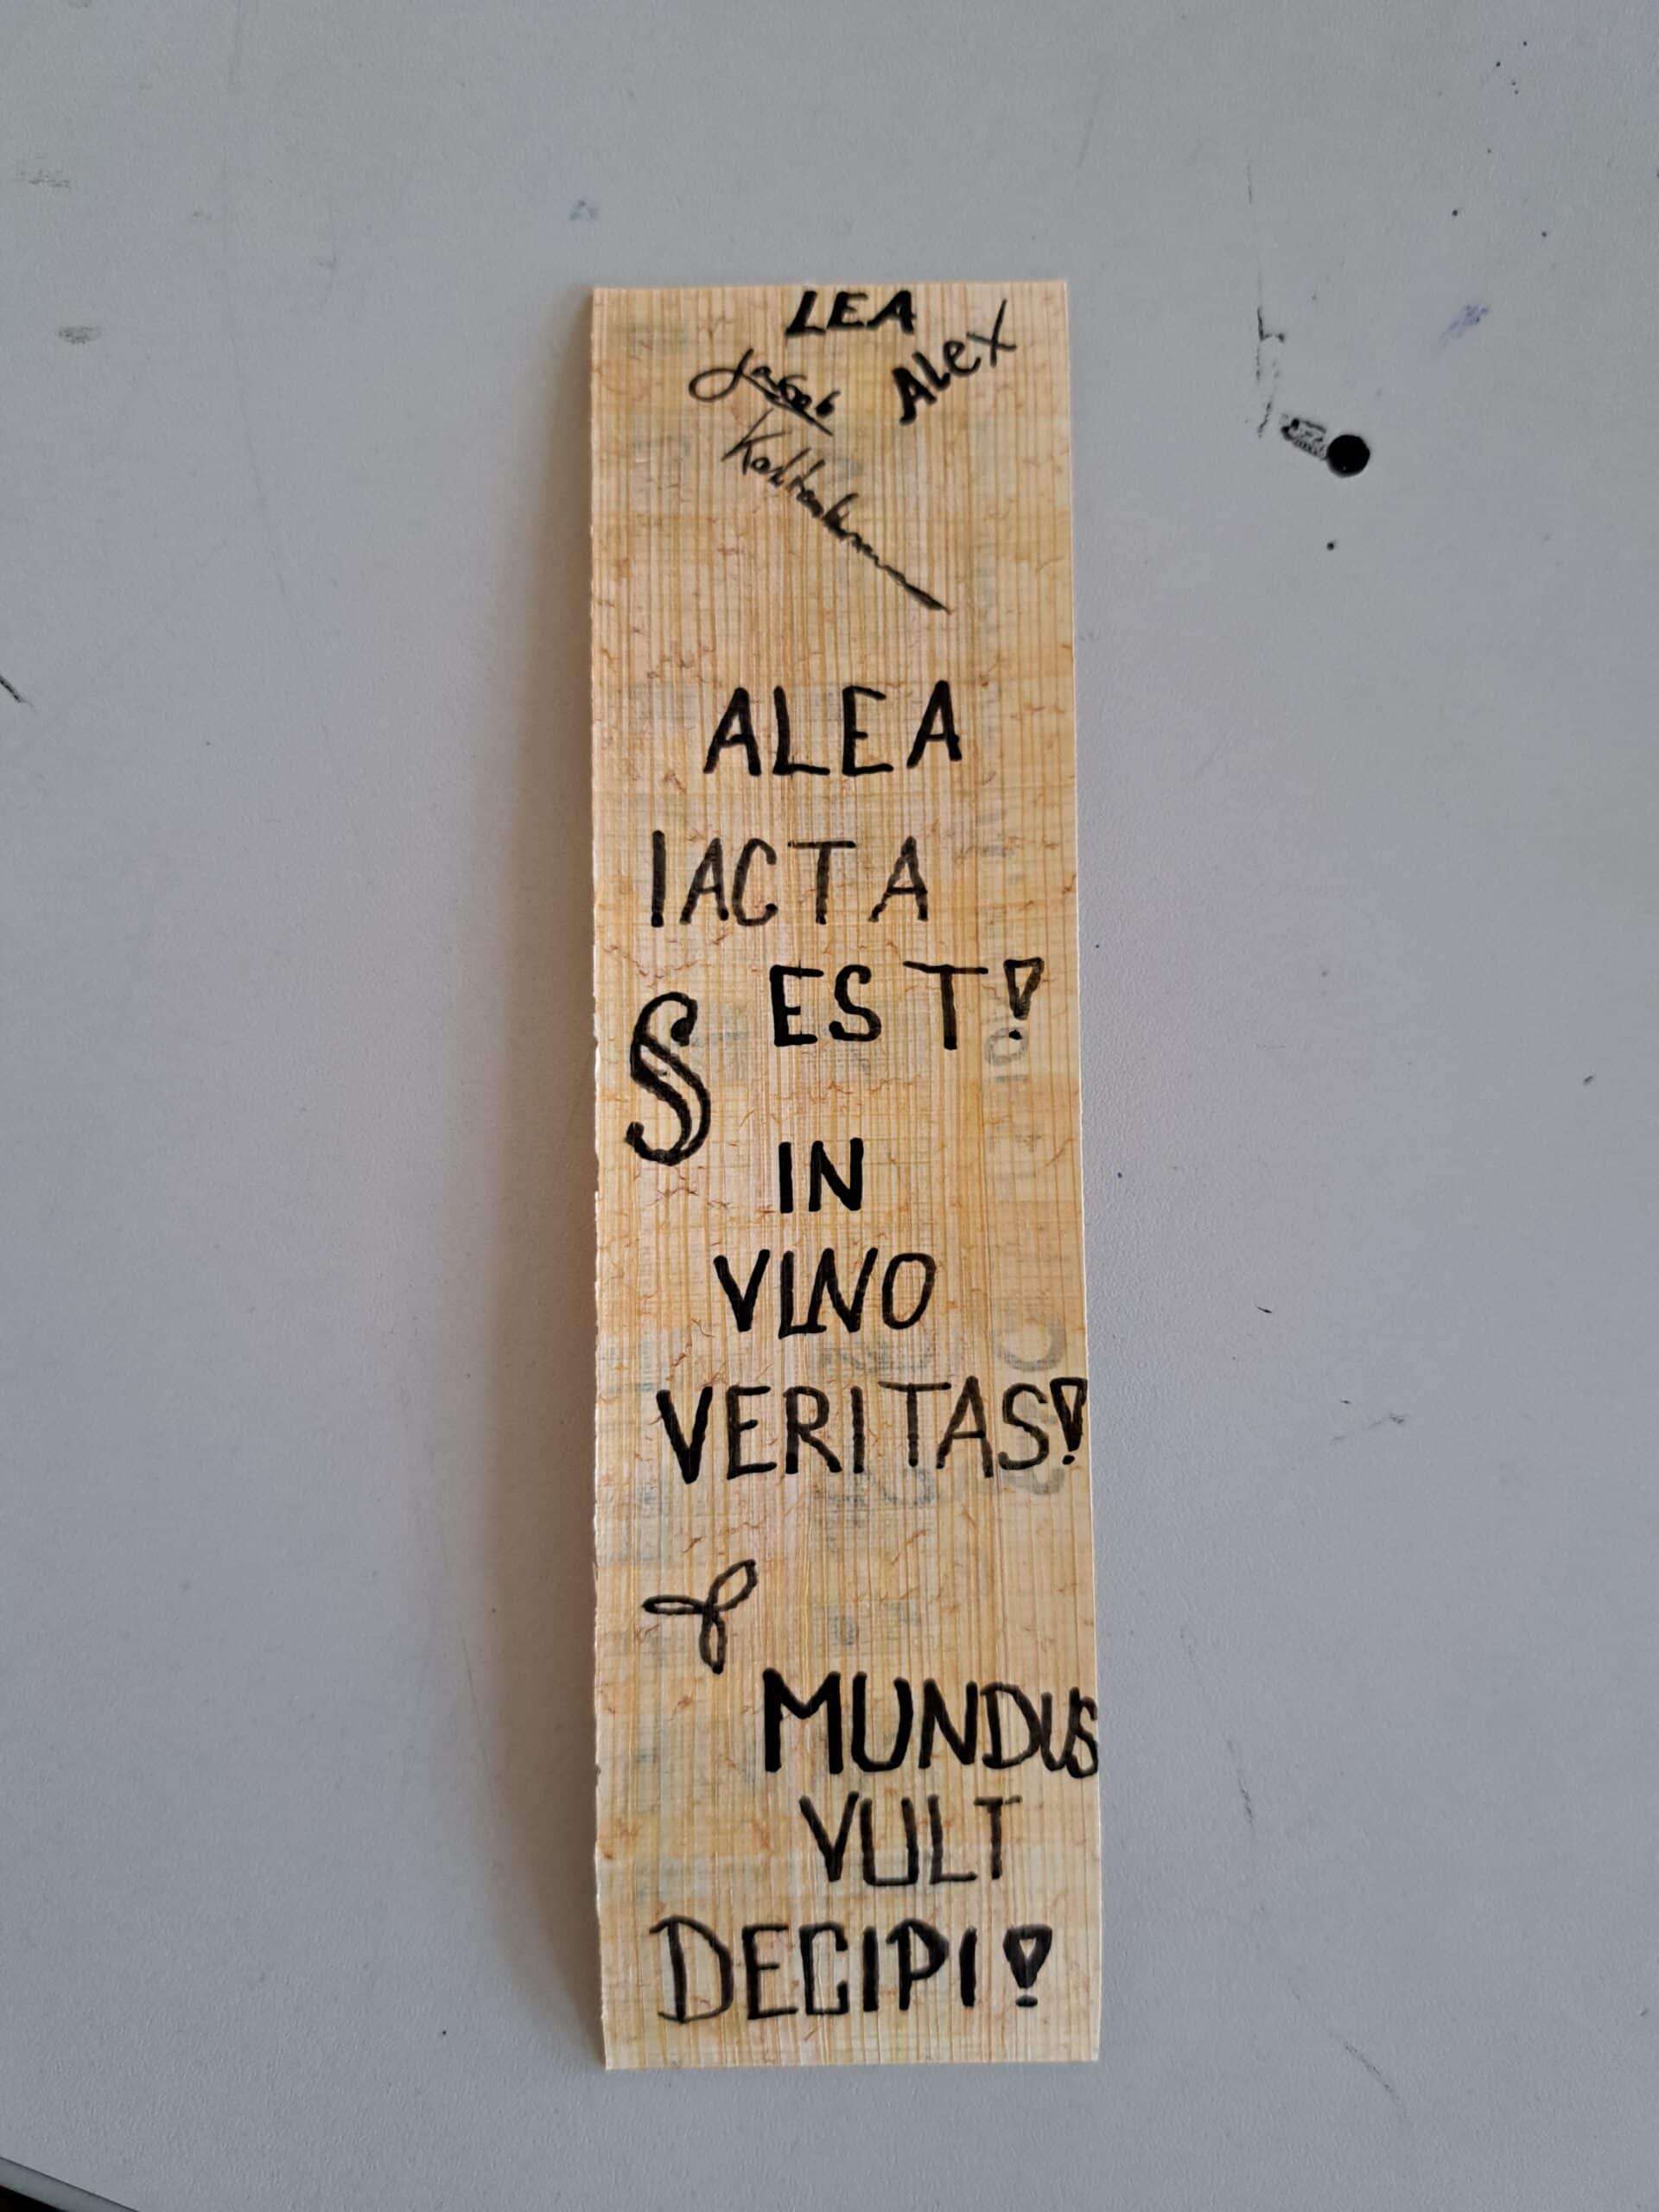 LEA
Alex
Jakob
ALEA
IACTA
EST!
§
IN
VINO
VERITAS!
MUNDUS
VULT
DECIPI!